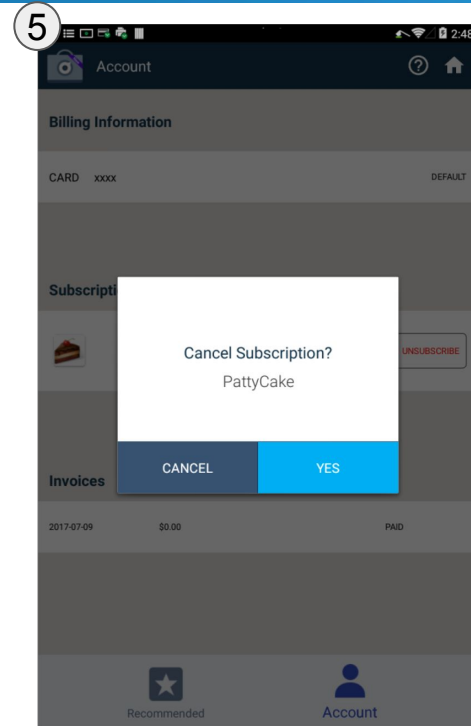 5
2:48
Account
Billing Information
CARD xxxx DEFAULT
Cancel Subscription?
PattyCake
UNSUBSCRIBE
CANCEL YES
Invoices
2017-07-09 $0.00 PAID
Recommended Account